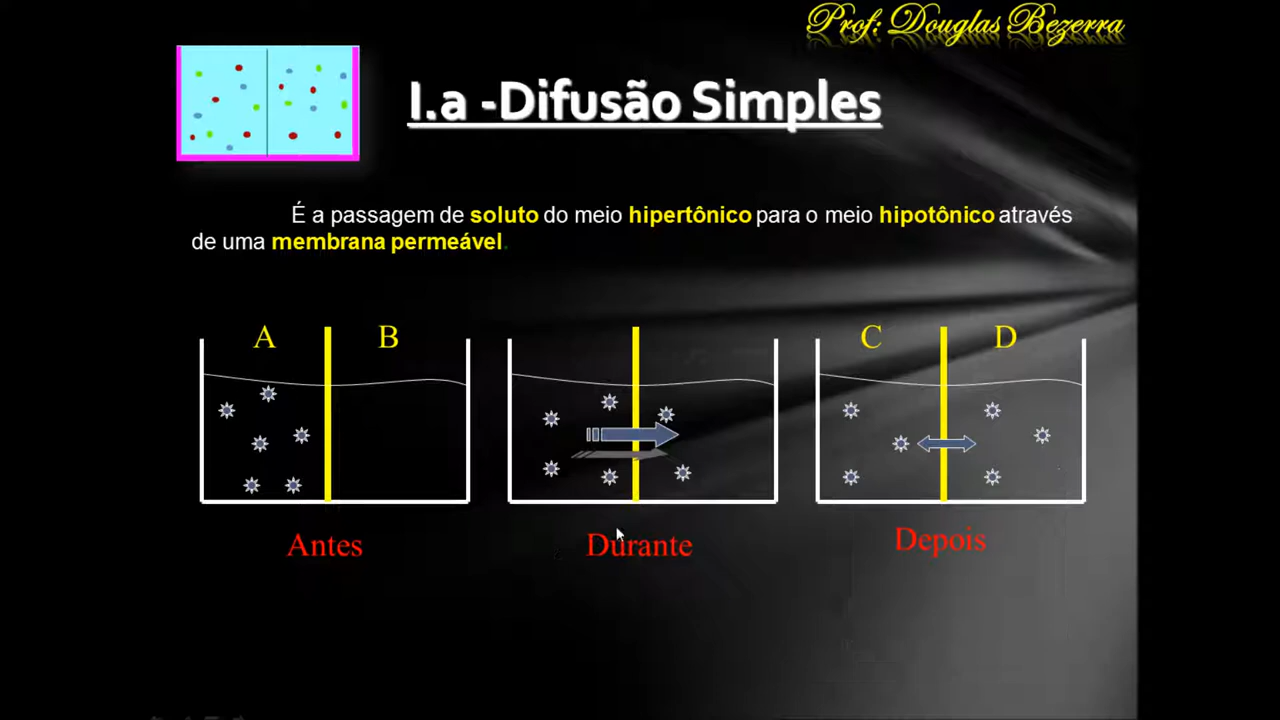 Prof: Douglas Bezerra
I.a -Difusão Simples
É a passagem de soluto do meio hipertônico para o meio hipotônico através
de uma membrana permeável.
A B C D
Antes Durante Depois